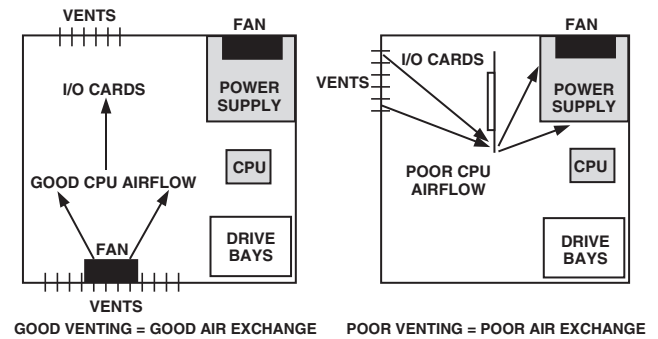 VENTS
FAN
I/O CARDS
POWER
SUPPLY
CPU
GOOD CPU AIRFLOW
FAN
DRIVE
BAYS
VENTS
GOOD VENTING = GOOD AIR EXCHANGE
FAN
I/O CARDS
VENTS
POWER
SUPPLY
POOR CPU
AIRFLOW
CPU
DRIVE
BAYS
POOR VENTING = POOR AIR EXCHANGE